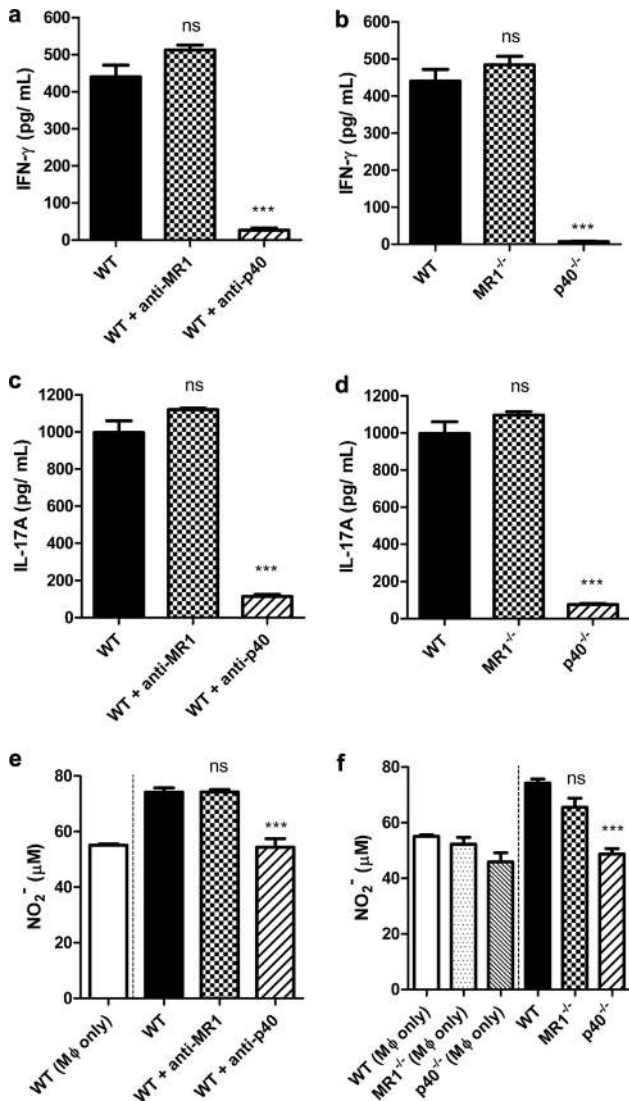 a
600
500
400
300
200
100
0
IFN-γ (pg/ mL)
ns
***
WT
WT + anti-MR1
WT + anti-p40
b
600
500
400
300
200
100
0
IFN-γ (pg/ mL)
ns
***
WT
MR1-/-
p40-/-
c
1200
1000
800
600
400
200
0
IL-17A (pg/ mL)
ns
***
WT
WT + anti-MR1
WT + anti-p40
d
1200
1000
800
600
400
200
0
IL-17A (pg/ mL)
ns
***
WT
MR1-/-
p40-/-
e
80
60
40
20
0
NO2- (μM)
ns
***
WT (Mϕ only)
WT
WT + anti-MR1
WT + anti-p40
f
80
60
40
20
0
NO2- (μM)
ns
***
WT (Mϕ only)
MR1-/- (Mϕ only)
p40-/- (Mϕ only)
WT
MR1-/-
p40-/-